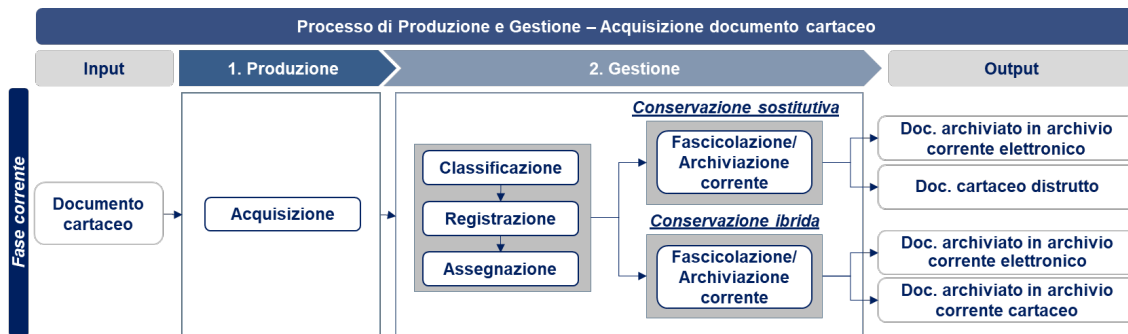 Processo di Produzione e Gestione – Acquisizione documento cartaceo
Input
1. Produzione
2. Gestione
Output
Fase corrente
Documento
cartaceo
Acquisizione
Classificazione
Registrazione
Assegnazione
Conservazione sostitutiva
Fascicolazione/
Archiviazione
corrente
Conservazione ibrida
Fascicolazione/
Archiviazione
corrente
Doc. archiviato in archivio
corrente elettronico
Doc. cartaceo distrutto
Doc. archiviato in archivio
corrente elettronico
Doc. archiviato in archivio
corrente cartaceo